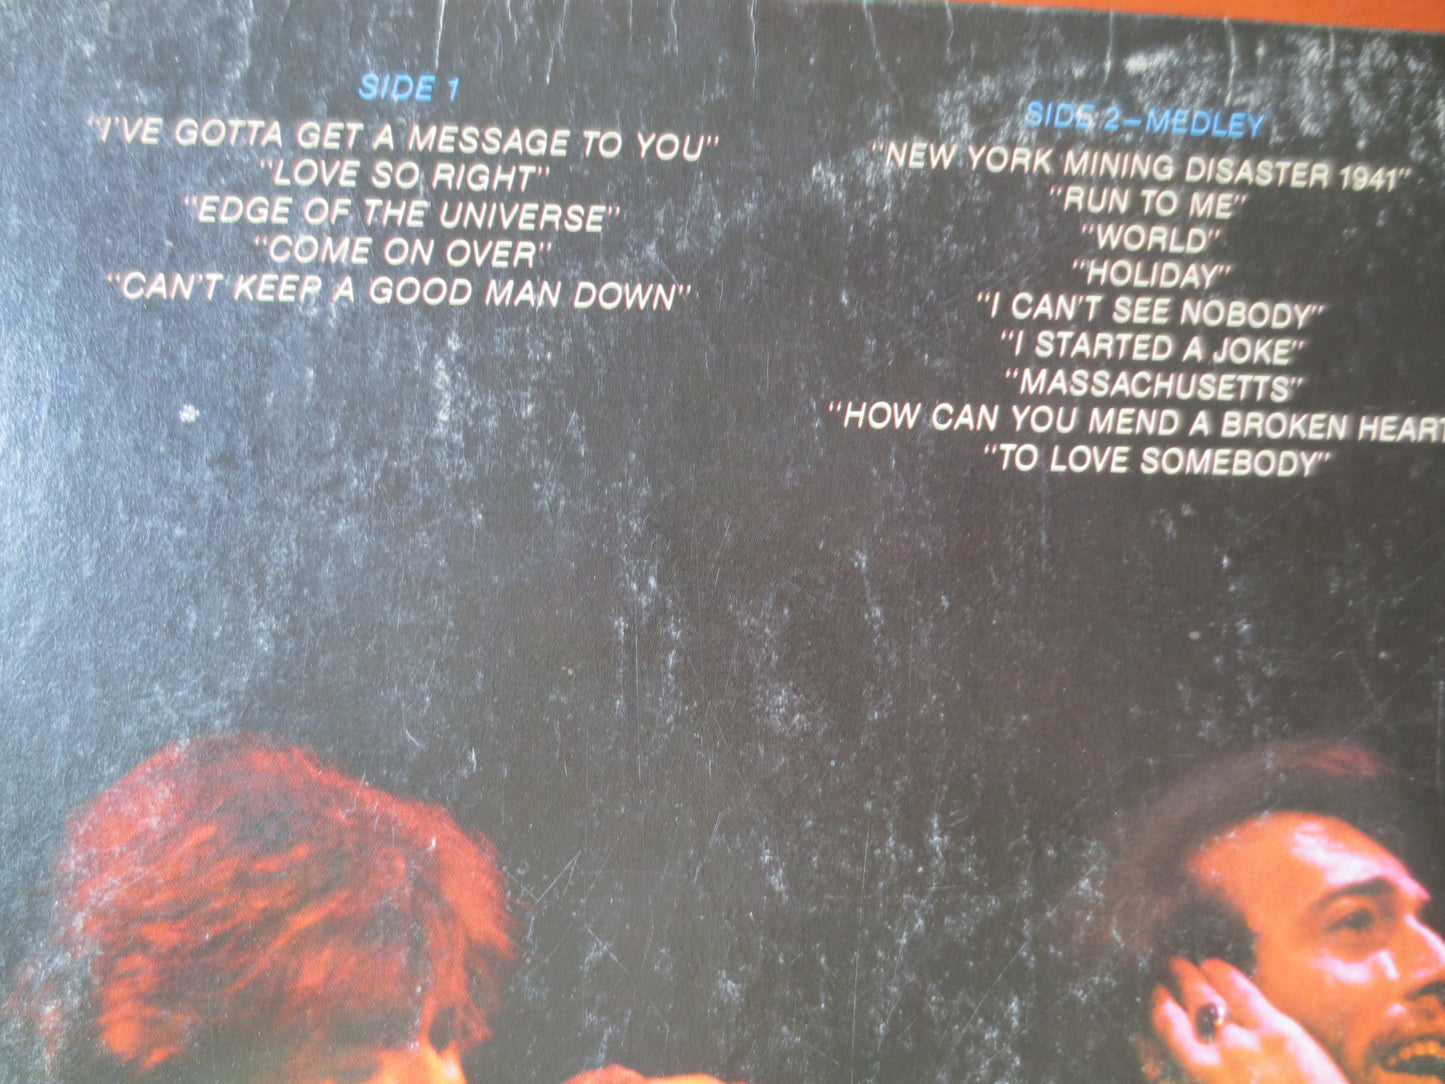 SIDE 1
"I'VE GOTTA GET A MESSAGE TO YOU"
"LOVE SO RIGHT"
"EDGE OF THE UNIVERSE"
"COME ON OVER"
"CAN'T KEEP A GOOD MAN DOWN"
SIDE 2–MEDLEY
"NEW YORK MINING DISASTER 1941"
"RUN TO ME"
"WORLD"
"HOLIDAY"
"I CAN'T SEE NOBODY"
"I STARTED A JOKE"
"MASSACHUSETTS"
"HOW CAN YOU MEND A BROKEN HEART
"TO LOVE SOMEBODY"